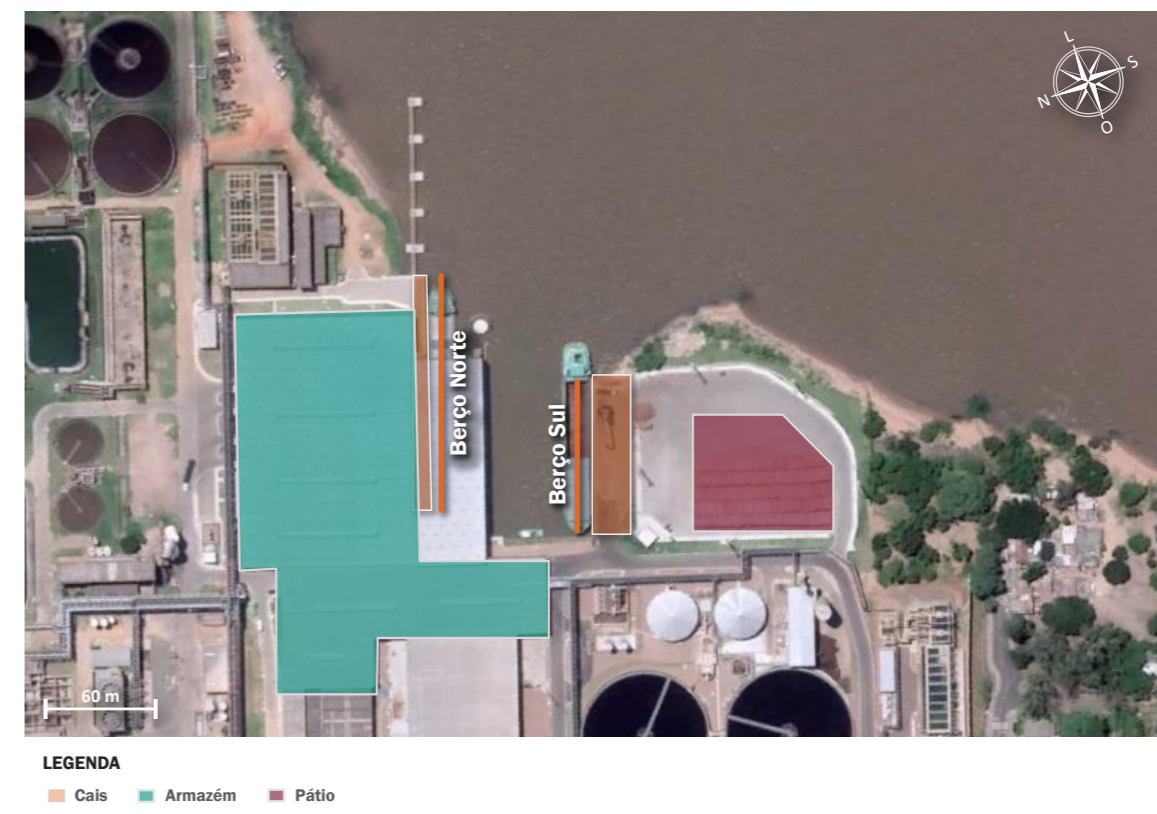 L
S
N
O
Berço Norte
Berço Sul
60 m
LEGENDA
Cais Armazém Pátio